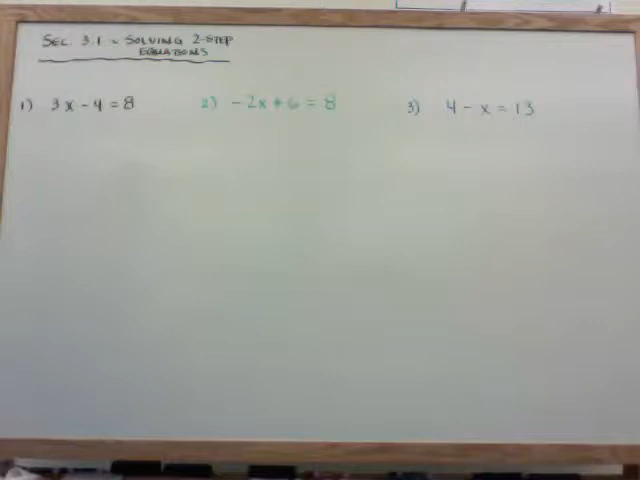 SEC. 3.1 - SOLVING 2-STEP
EQUATIONS
1) 3x - 4 = 8
2) -2x + 6 = 8
3) 4 - x = 13